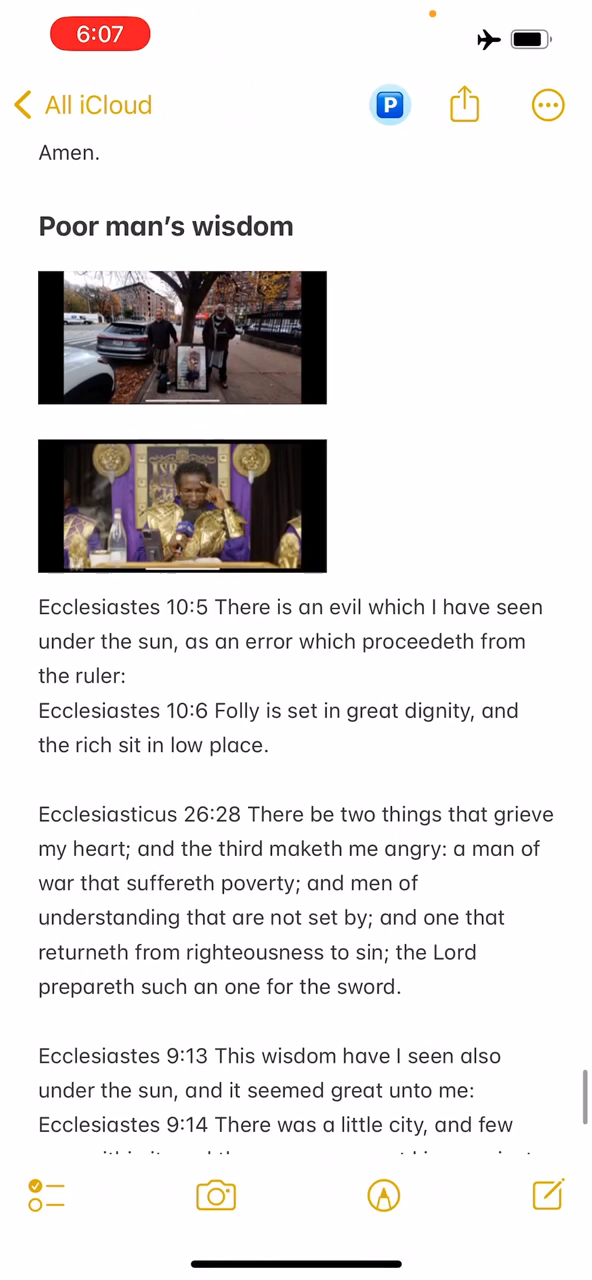 6:07
All iCloud
P
Amen.
Poor man’s wisdom
Ecclesiastes 10:5 There is an evil which I have seen
under the sun, as an error which proceedeth from
the ruler:
Ecclesiastes 10:6 Folly is set in great dignity, and
the rich sit in low place.
Ecclesiasticus 26:28 There be two things that grieve
my heart; and the third maketh me angry: a man of
war that suffereth poverty; and men of
understanding that are not set by; and one that
returneth from righteousness to sin; the Lord
prepareth such an one for the sword.
Ecclesiastes 9:13 This wisdom have I seen also
under the sun, and it seemed great unto me:
Ecclesiastes 9:14 There was a little city, and few